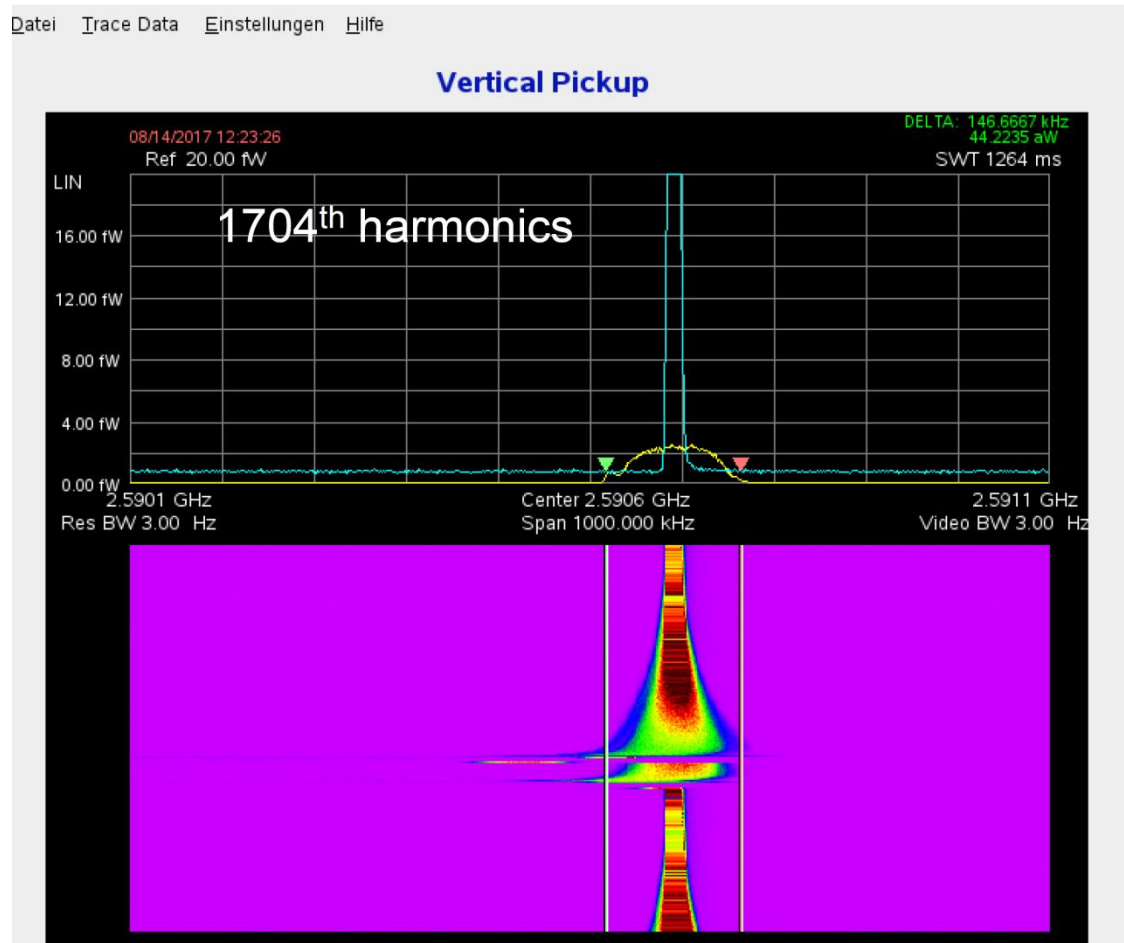 Datei Trace Data Einstellungen Hilfe
Vertical Pickup
DELTA: 146.6667 kHz
08/14/2017 12:23:26 44.2235 aW
Ref 20.00 fW SWT 1264 ms
LIN
1704th harmonics
16.00 fW
12.00 fW
8.00 fW
4.00 fW
0.00 fW
2.5901 GHz Center 2.5906 GHz 2.5911 GHz
Res BW 3.00 Hz Span 1000.000 kHz Video BW 3.00 Hz